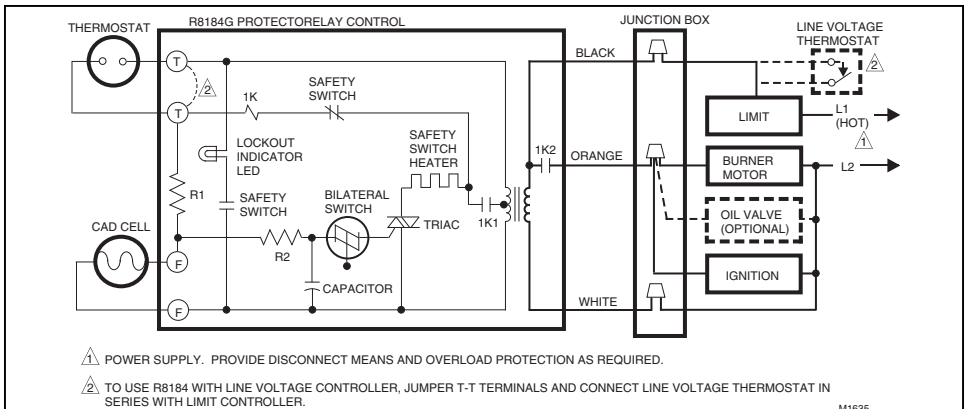 R8184G PROTECTORELAY CONTROL
JUNCTION BOX
THERMOSTAT
LINE VOLTAGE
THERMOSTAT
BLACK
T
2
SAFETY
SWITCH
2
1K
T
LIMIT
L1
(HOT)
1
LOCKOUT
INDICATOR
LED
SAFETY
SWITCH
HEATER
1K2
ORANGE
BURNER
MOTOR
L2
R1
SAFETY
SWITCH
BILATERAL
SWITCH
TRIAC
1K1
OIL VALVE
(OPTIONAL)
CAD CELL
R2
F
IGNITION
CAPACITOR
WHITE
F
1 POWER SUPPLY. PROVIDE DISCONNECT MEANS AND OVERLOAD PROTECTION AS REQUIRED.
2 TO USE R8184 WITH LINE VOLTAGE CONTROLLER, JUMPER T-T TERMINALS AND CONNECT LINE VOLTAGE THERMOSTAT IN
SERIES WITH LIMIT CONTROLLER.
M1635